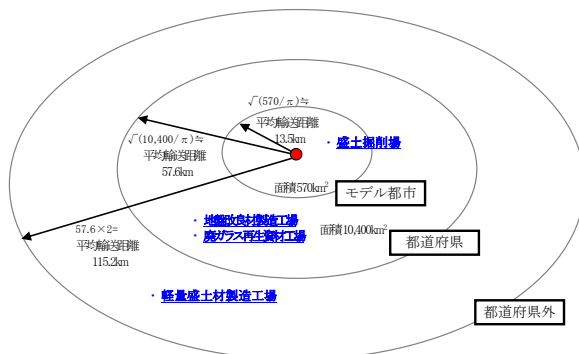 √(570/π)≒
平均輸送距離
13.5km
・ 盛土掘削場
√(10,400/π)≒
平均輸送距離
57.6km
面積570km²
モデル都市
・ 地盤改良材製造工場
・ 廃ガラス再生資材工場
面積10,400km²
都道府県
57.6×2=
平均輸送距離
115.2km
・ 軽量盛土材製造工場
都道府県外